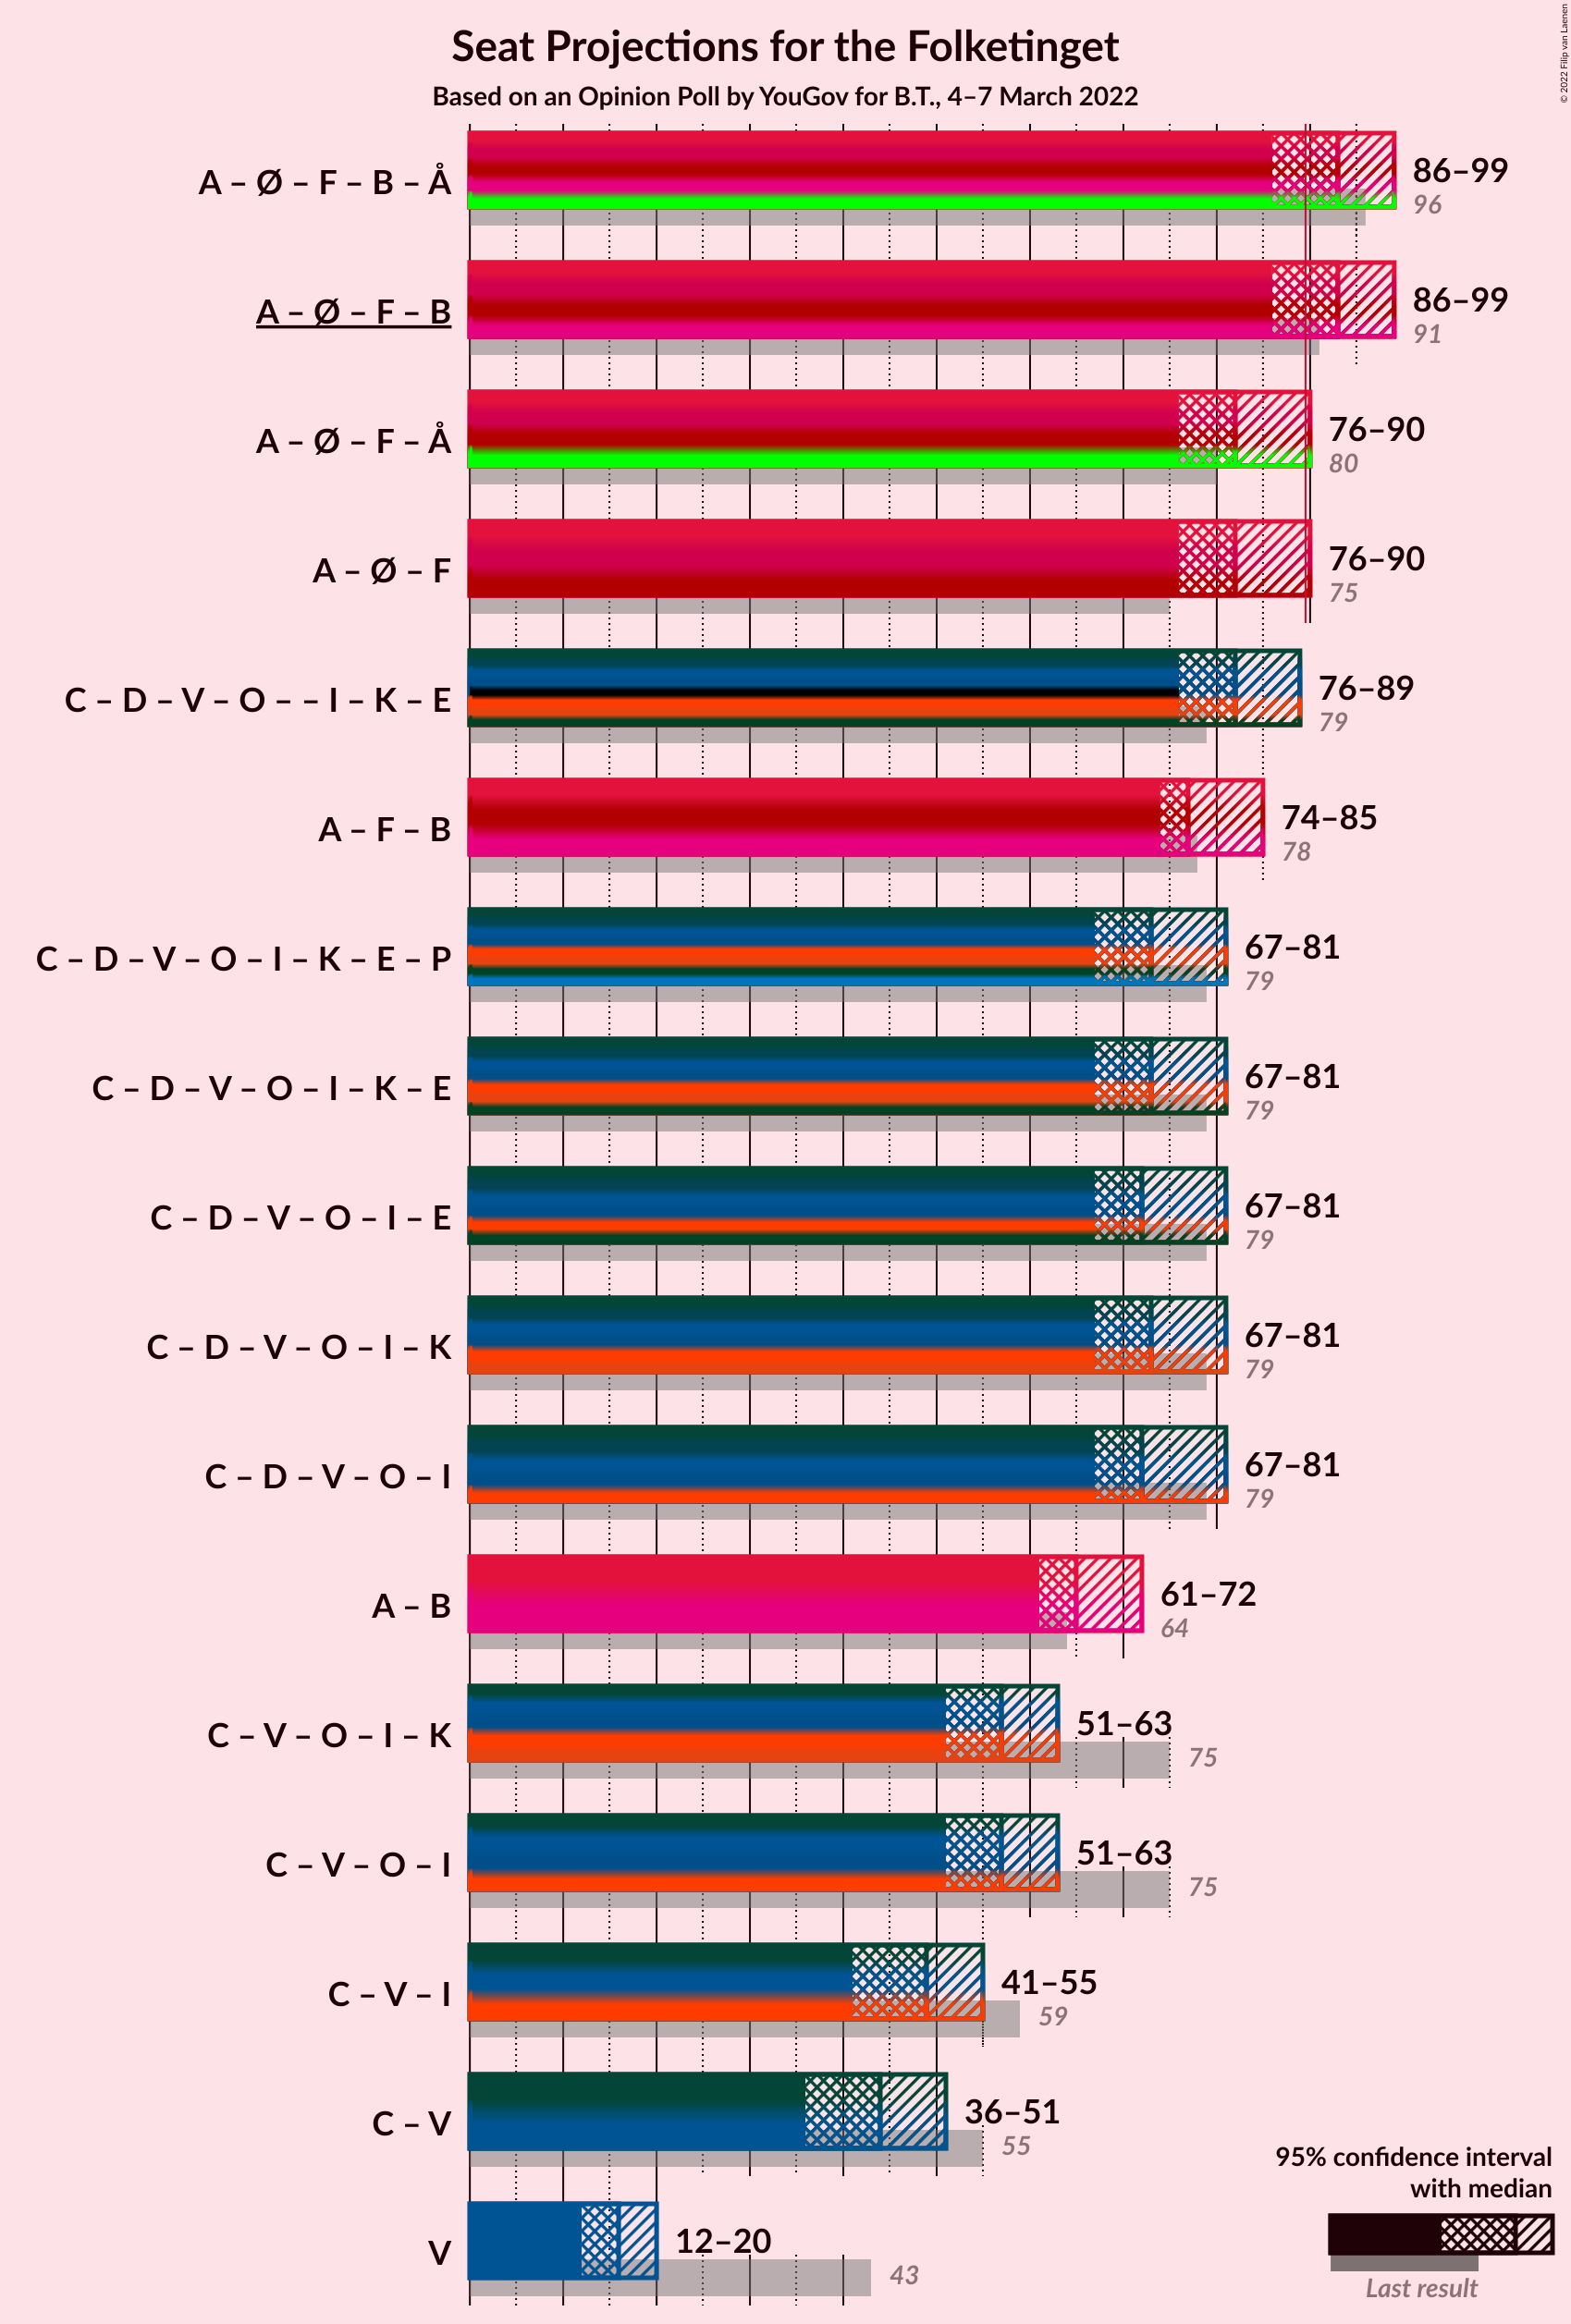 Seat Projections for the Folketinget
Based on an Opinion Poll by YouGov for B.T., 4–7 March 2022
© 2022 Filip van Laenen
A – Ø – F – B – Å
86–99
96
A – Ø – F – B
86–99
91
A – Ø – F – Å
76–90
80
A – Ø – F
76–90
75
C – D – V – O – – I – K – E
76–89
79
A – F – B
74–85
78
C – D – V – O – I – K – E – P
67–81
79
C – D – V – O – I – K – E
67–81
79
C – D – V – O – I – E
67–81
79
C – D – V – O – I – K
67–81
79
C – D – V – O – I
67–81
79
A – B
61–72
64
C – V – O – I – K
51–63
75
C – V – O – I
51–63
75
C – V – I
41–55
59
C – V
36–51
55
V
12–20
43
95% confidence interval
with median
Last result